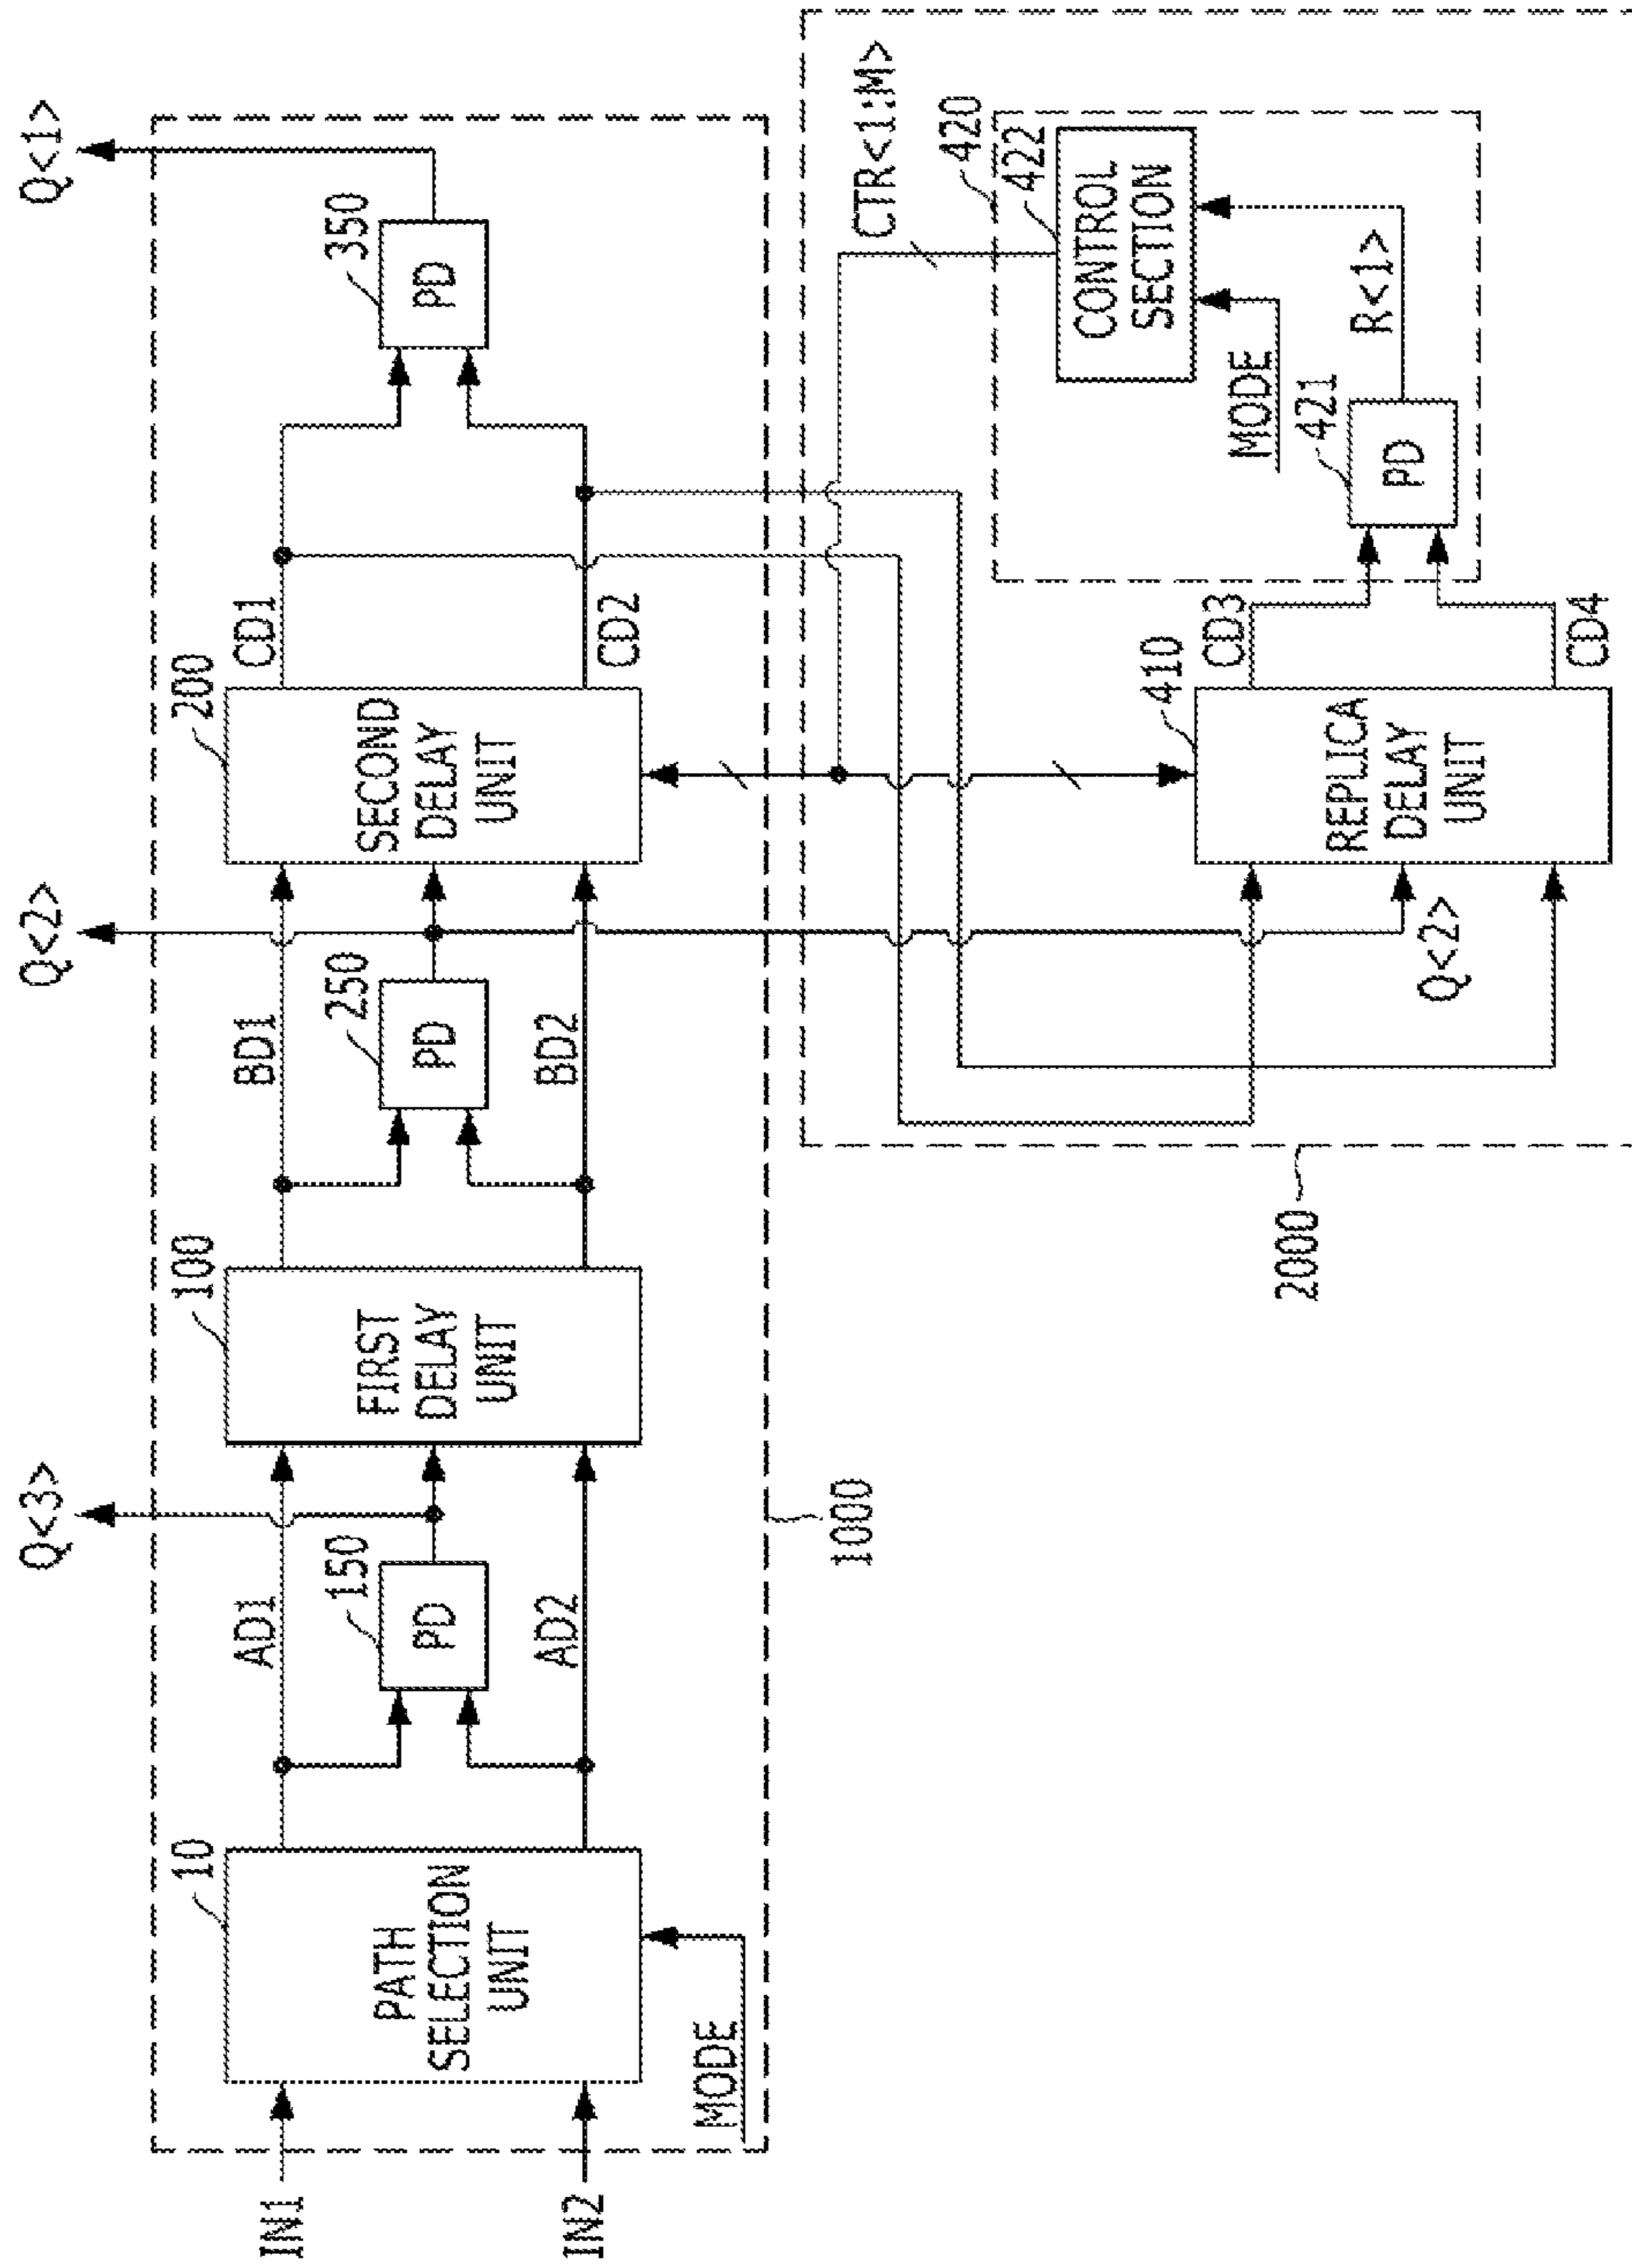 Q<3>
Q<2>
Q<1>
IN1
IN2
10
PATH
SELECTION
UNIT
MODE
AD1
AD2
150
PD
100
FIRST
DELAY
UNIT
BD1
BD2
250
PD
200
SECOND
DELAY
UNIT
CD1
CD2
350
PD
1000
CTR<1:M>
420
422
CONTROL
SECTION
MODE
R<1>
421
PD
410
REPLICA
DELAY
UNIT
CD3
CD4
Q<2>
2000